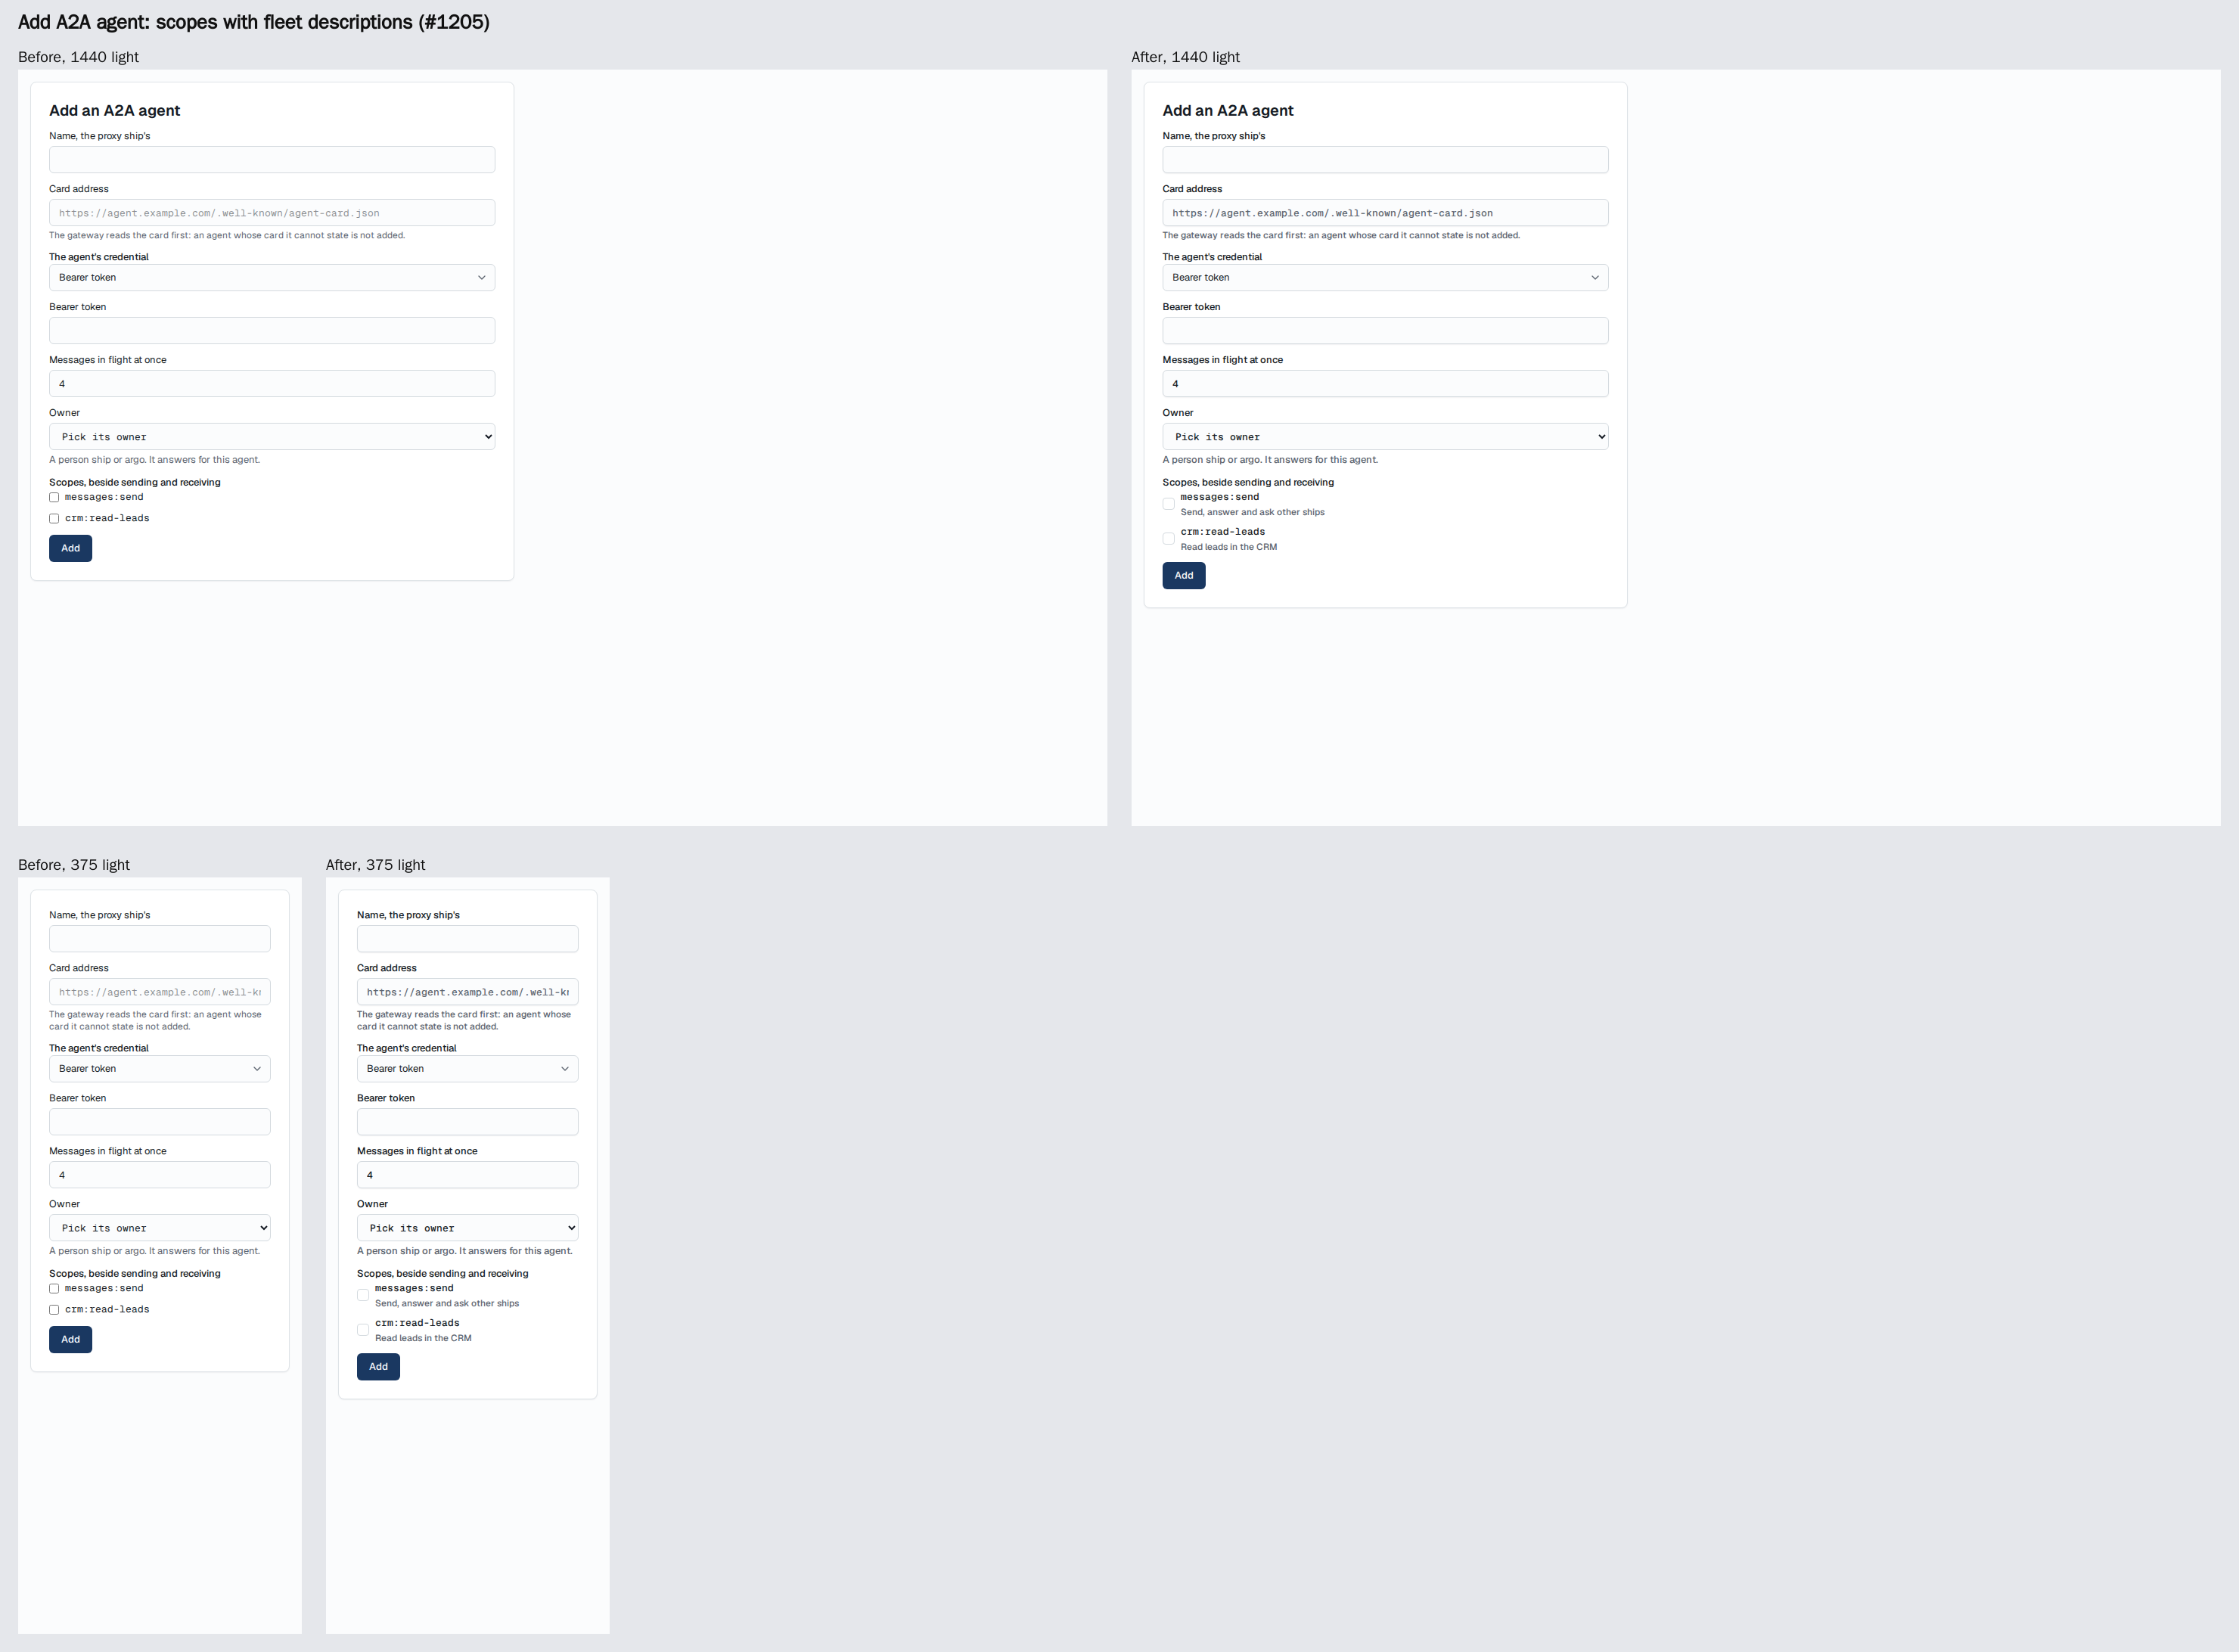 Add A2A agent: scopes with fleet descriptions (#1205)
Before, 1440 light
Add an A2A agent
Name, the proxy ship's
Card address
https://agent.example.com/.well-known/agent-card.json
The gateway reads the card first: an agent whose card it cannot state is not added.
The agent's credential
Bearer token
Bearer token
Messages in flight at once
4
Owner
Pick its owner
A person ship or argo. It answers for this agent.
Scopes, beside sending and receiving
messages:send
crm:read-leads
Add
After, 1440 light
Add an A2A agent
Name, the proxy ship's
Card address
https://agent.example.com/.well-known/agent-card.json
The gateway reads the card first: an agent whose card it cannot state is not added.
The agent's credential
Bearer token
Bearer token
Messages in flight at once
4
Owner
Pick its owner
A person ship or argo. It answers for this agent.
Scopes, beside sending and receiving
messages:send
Send, answer and ask other ships
crm:read-leads
Read leads in the CRM
Add
Before, 375 light
Name, the proxy ship's
Card address
https://agent.example.com/.well-kn
The gateway reads the card first: an agent whose
card it cannot state is not added.
The agent's credential
Bearer token
Bearer token
Messages in flight at once
4
Owner
Pick its owner
A person ship or argo. It answers for this agent.
Scopes, beside sending and receiving
messages:send
crm:read-leads
Add
After, 375 light
Name, the proxy ship's
Card address
https://agent.example.com/.well-kn
The gateway reads the card first: an agent whose
card it cannot state is not added.
The agent's credential
Bearer token
Bearer token
Messages in flight at once
4
Owner
Pick its owner
A person ship or argo. It answers for this agent.
Scopes, beside sending and receiving
messages:send
Send, answer and ask other ships
crm:read-leads
Read leads in the CRM
Add